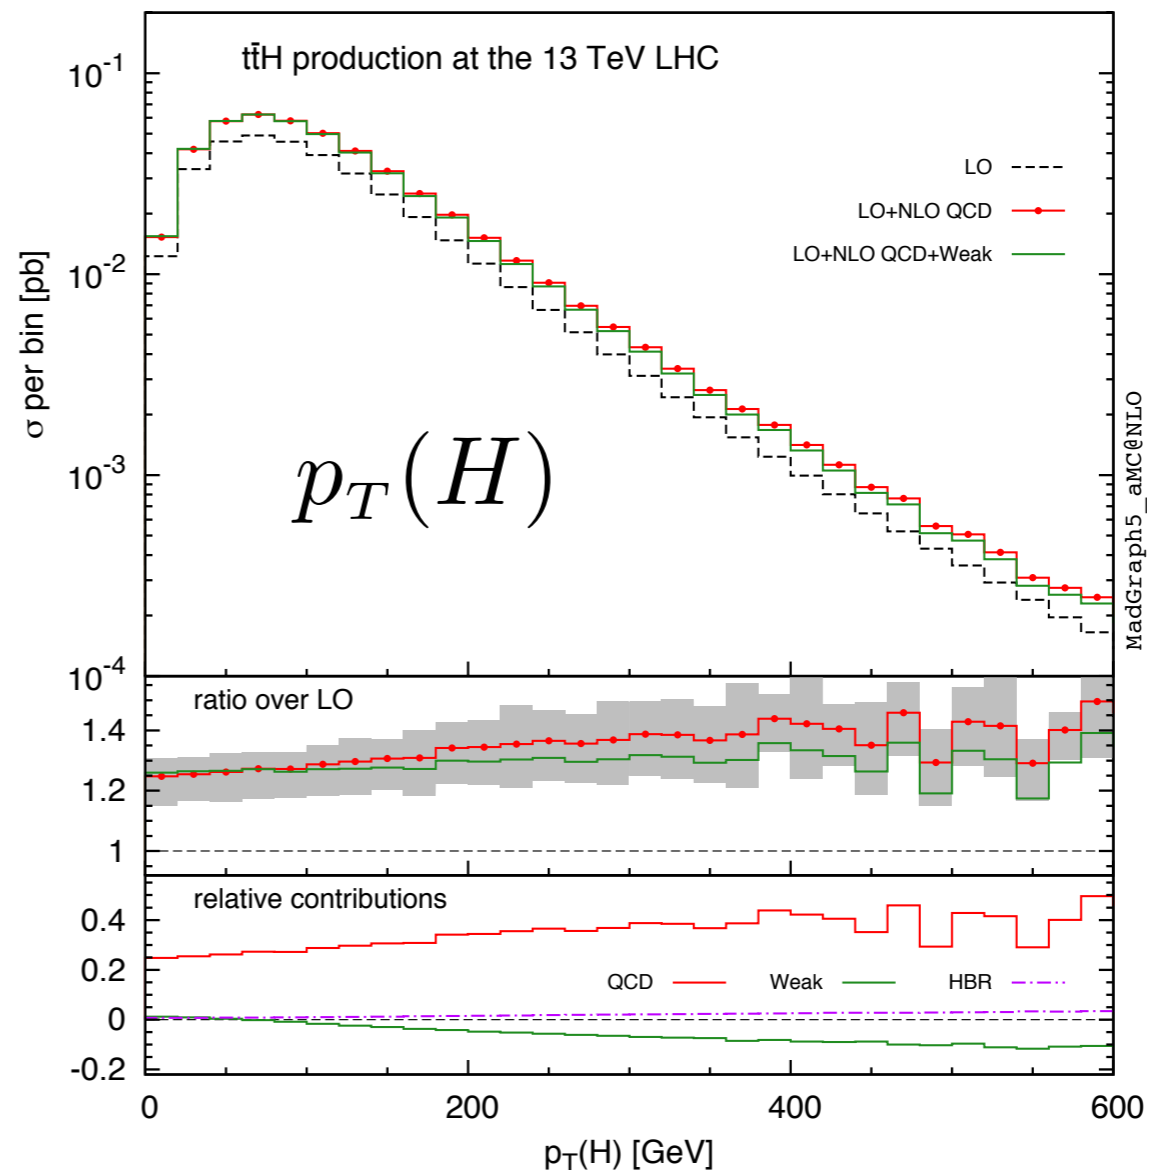 tt̄H production at the 13 TeV LHC
10⁻¹
10⁻²
10⁻³
10⁻⁴
σ per bin [pb]
LO
LO+NLO QCD
LO+NLO QCD+Weak
p_T(H)
MadGraph5_aMC@NLO
ratio over LO
1.4
1.2
1
relative contributions
0.4
0.2
0
-0.2
QCD
Weak
HBR
0
200
400
600
p_T(H) [GeV]